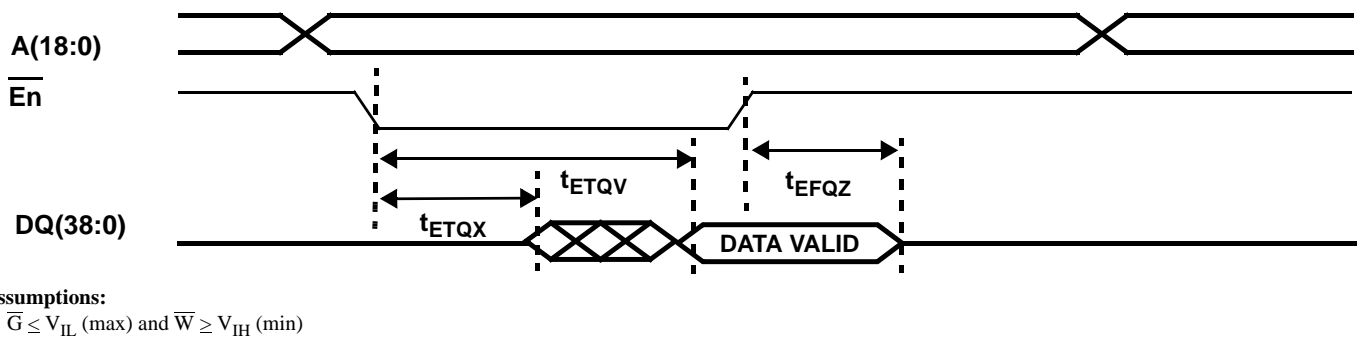 A(18:0)
En
tETQV
tEFQZ
tETQX
DQ(38:0)
DATA VALID
ssumptions:
G ≤ VIL (max) and W ≥ VIH (min)